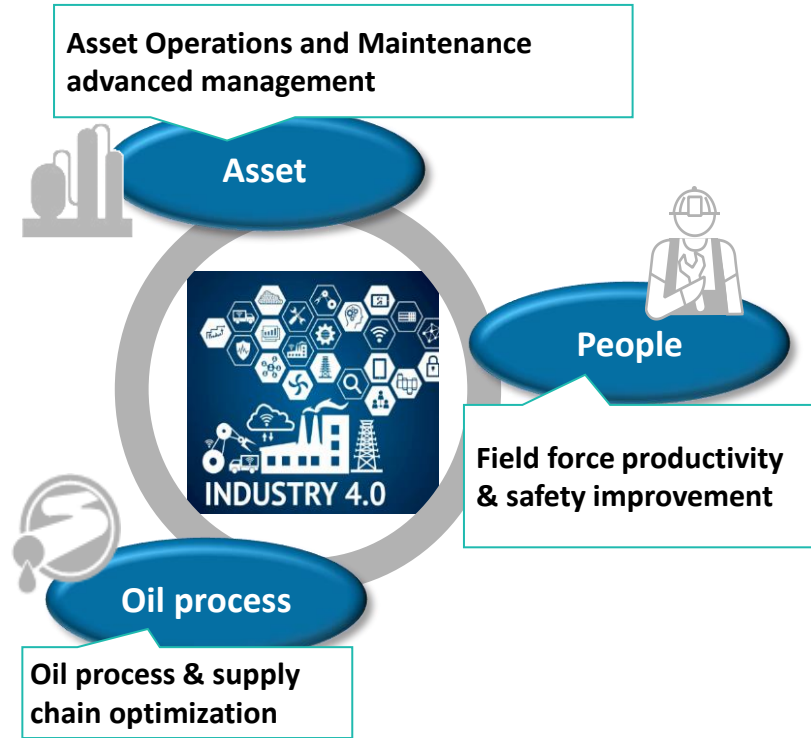 Asset Operations and Maintenance
advanced management
Asset
People
Field force productivity
& safety improvement
INDUSTRY 4.0
Oil process
Oil process & supply
chain optimization